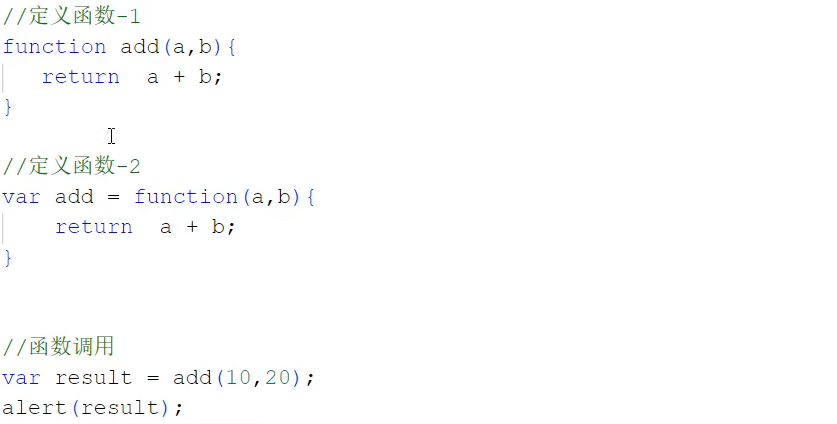 //定义函数-1
function add(a,b){
return  a + b;
}
//定义函数-2
var add = function(a,b){
return  a + b;
}
//函数调用
var result = add(10,20);
alert(result);